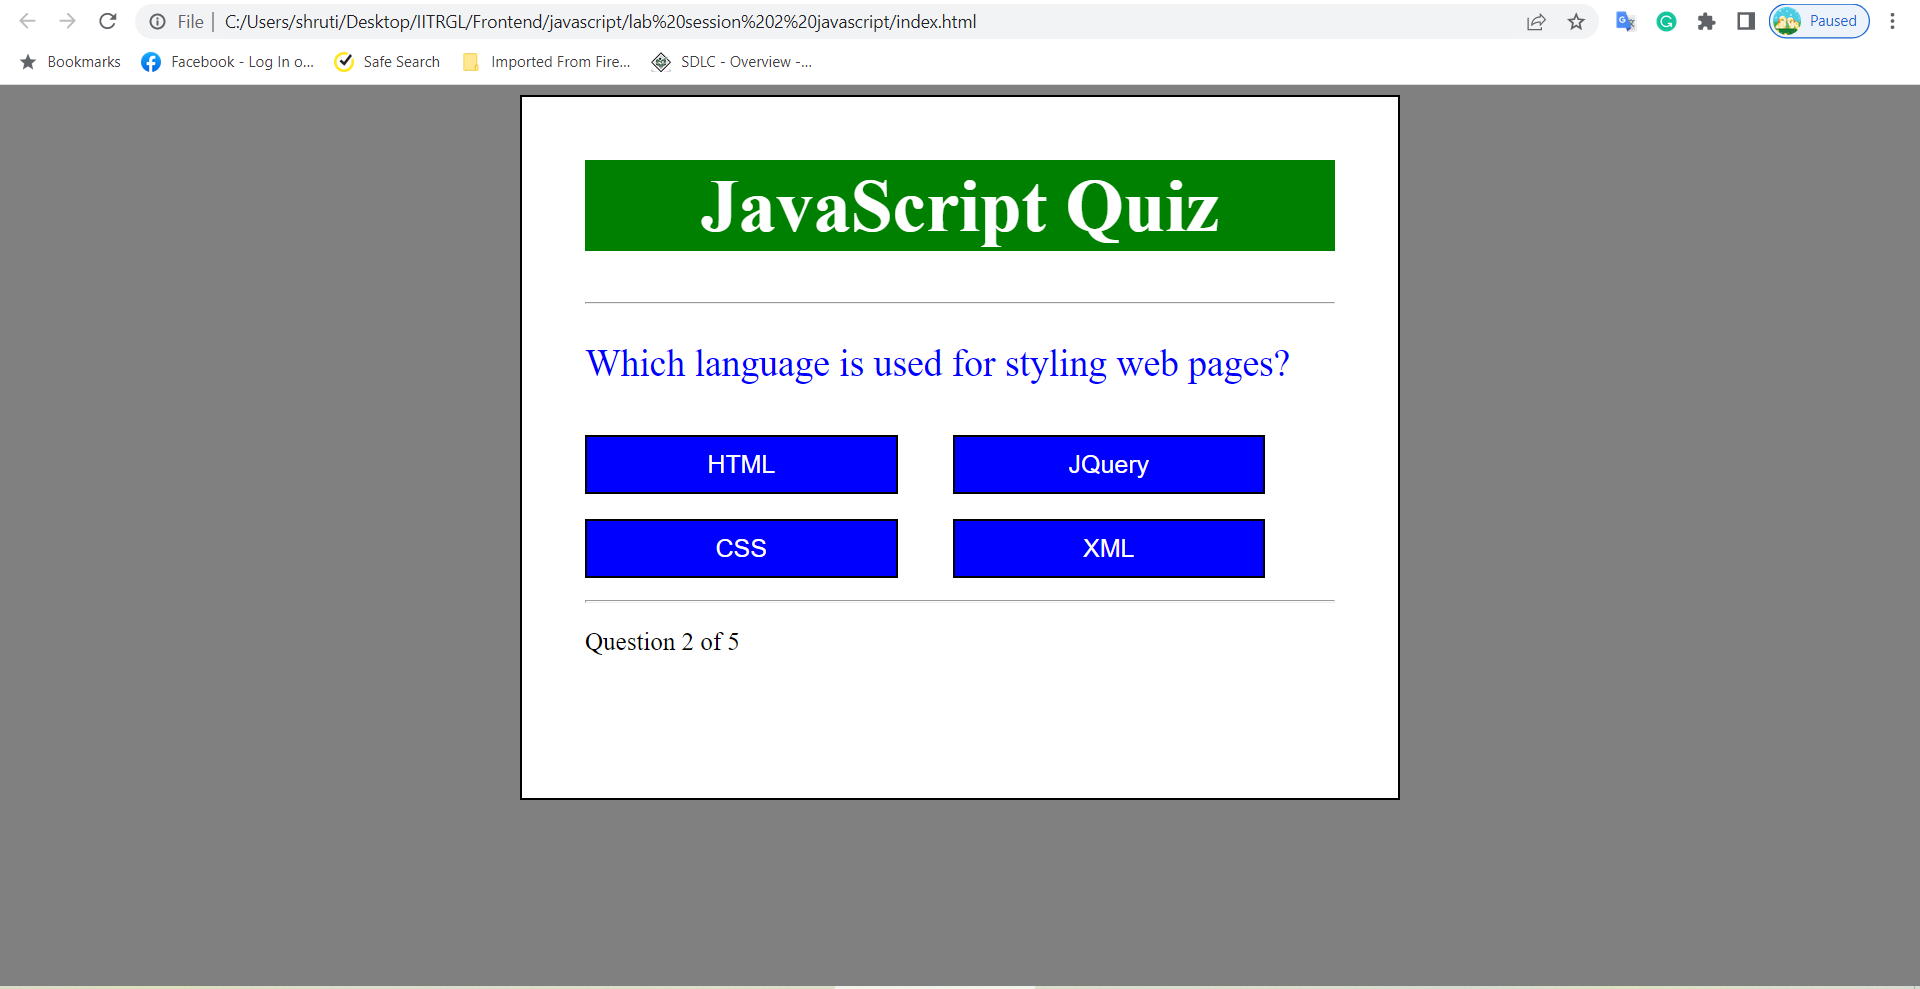 File | C:/Users/shruti/Desktop/IITRGL/Frontend/javascript/lab%20session%202%20javascript/index.html Paused
Bookmarks Facebook - Log In o... Safe Search Imported From Fire... SDLC - Overview -...
JavaScript Quiz
Which language is used for styling web pages?
HTML JQuery
CSS XML
Question 2 of 5